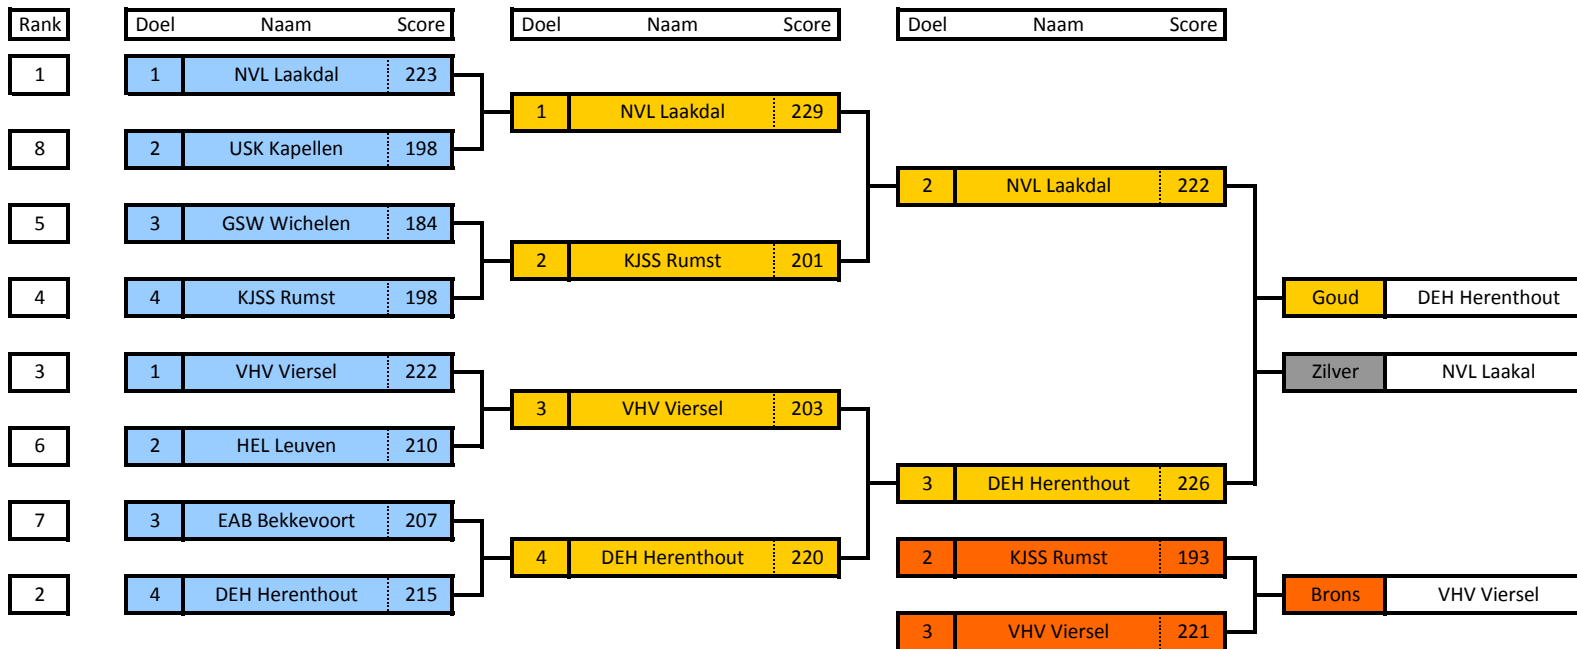 Rank Doel Naam Score Doel Naam Score Doel Naam Score
1 1 NVL Laakdal 223
1 NVL Laakdal 229
8 2 USK Kapellen 198
2 NVL Laakdal 222
5 3 GSW Wichelen 184
2 KJSS Rumst 201
4 4 KJSS Rumst 198 Goud DEH Herenthout
3 1 VHV Viersel 222 Zilver NVL Laakal
3 VHV Viersel 203
6 2 HEL Leuven 210
3 DEH Herenthout 226
7 3 EAB Bekkevoort 207
4 DEH Herenthout 220 2 KJSS Rumst 193
2 4 DEH Herenthout 215 Brons VHV Viersel
3 VHV Viersel 221